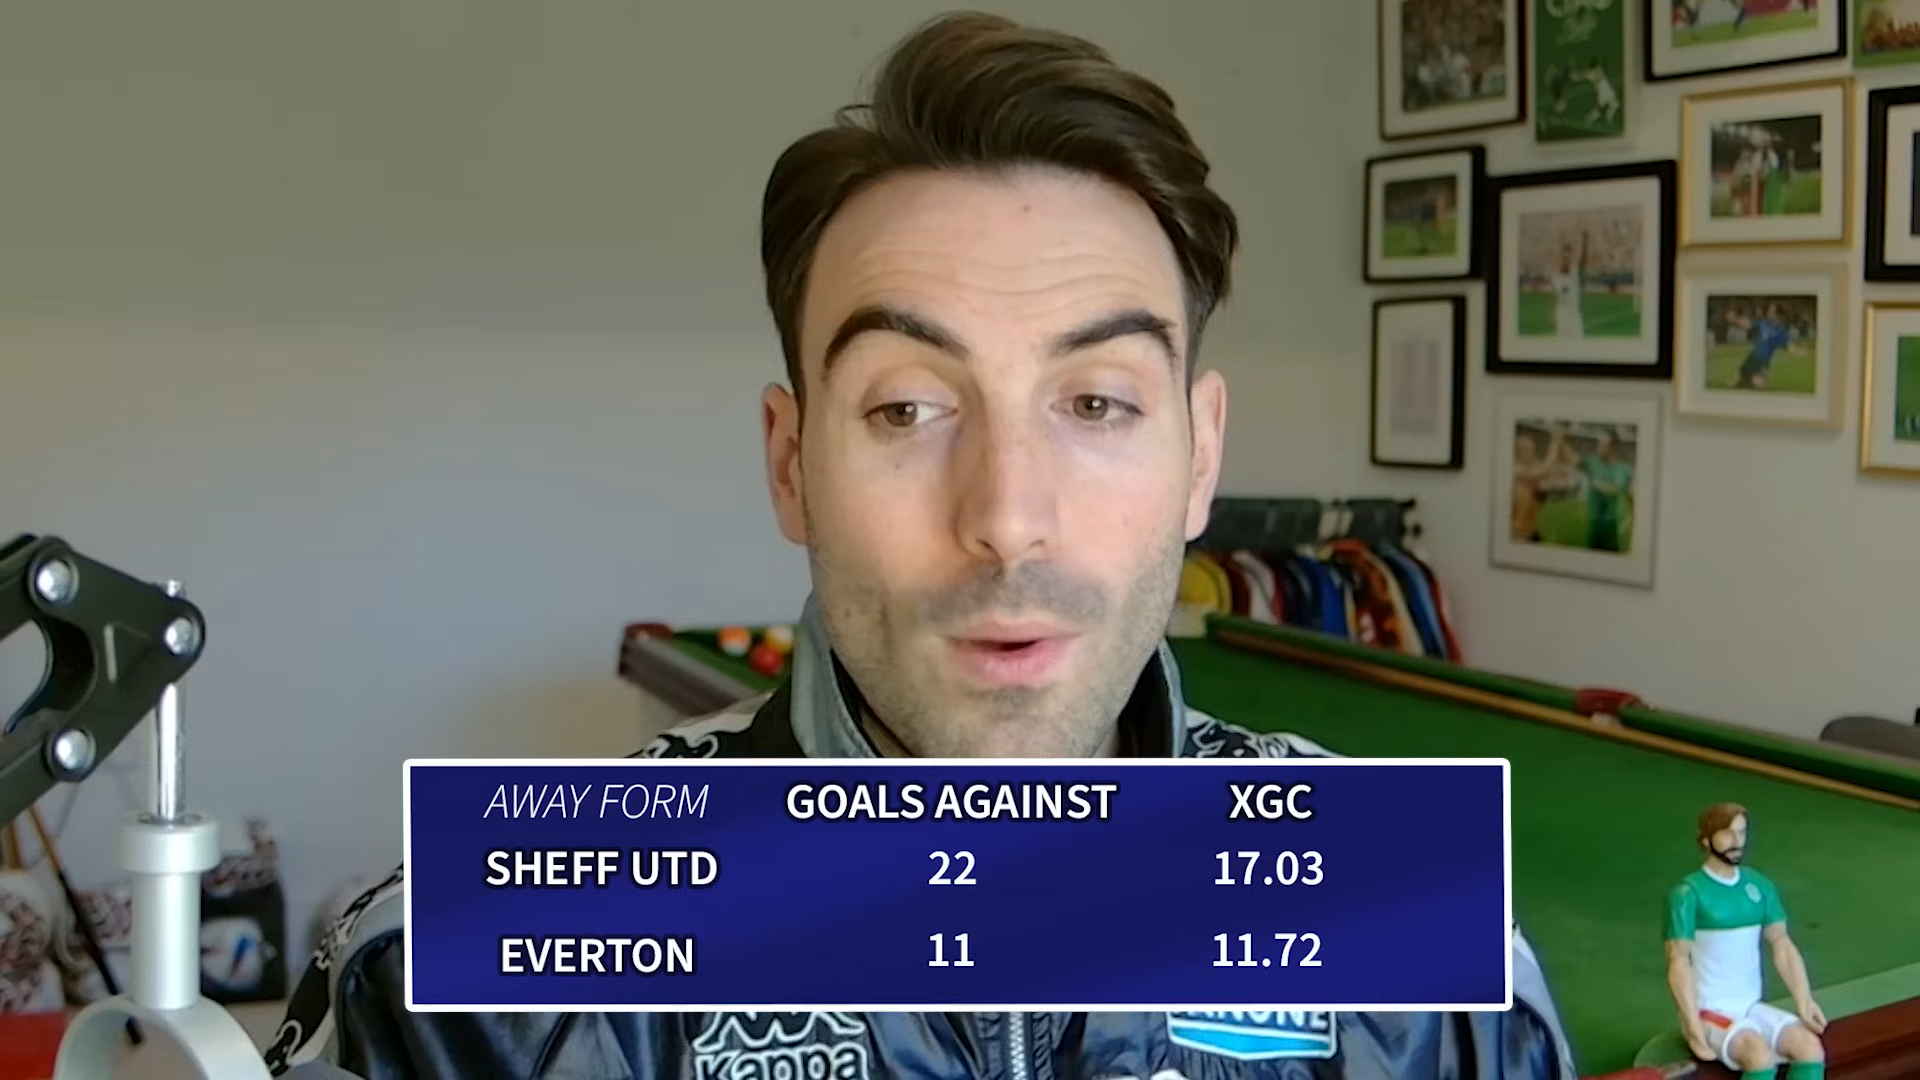 AWAY FORM GOALS AGAINST XGC
SHEFF UTD 22 17.03
EVERTON 11 11.72
Kappa